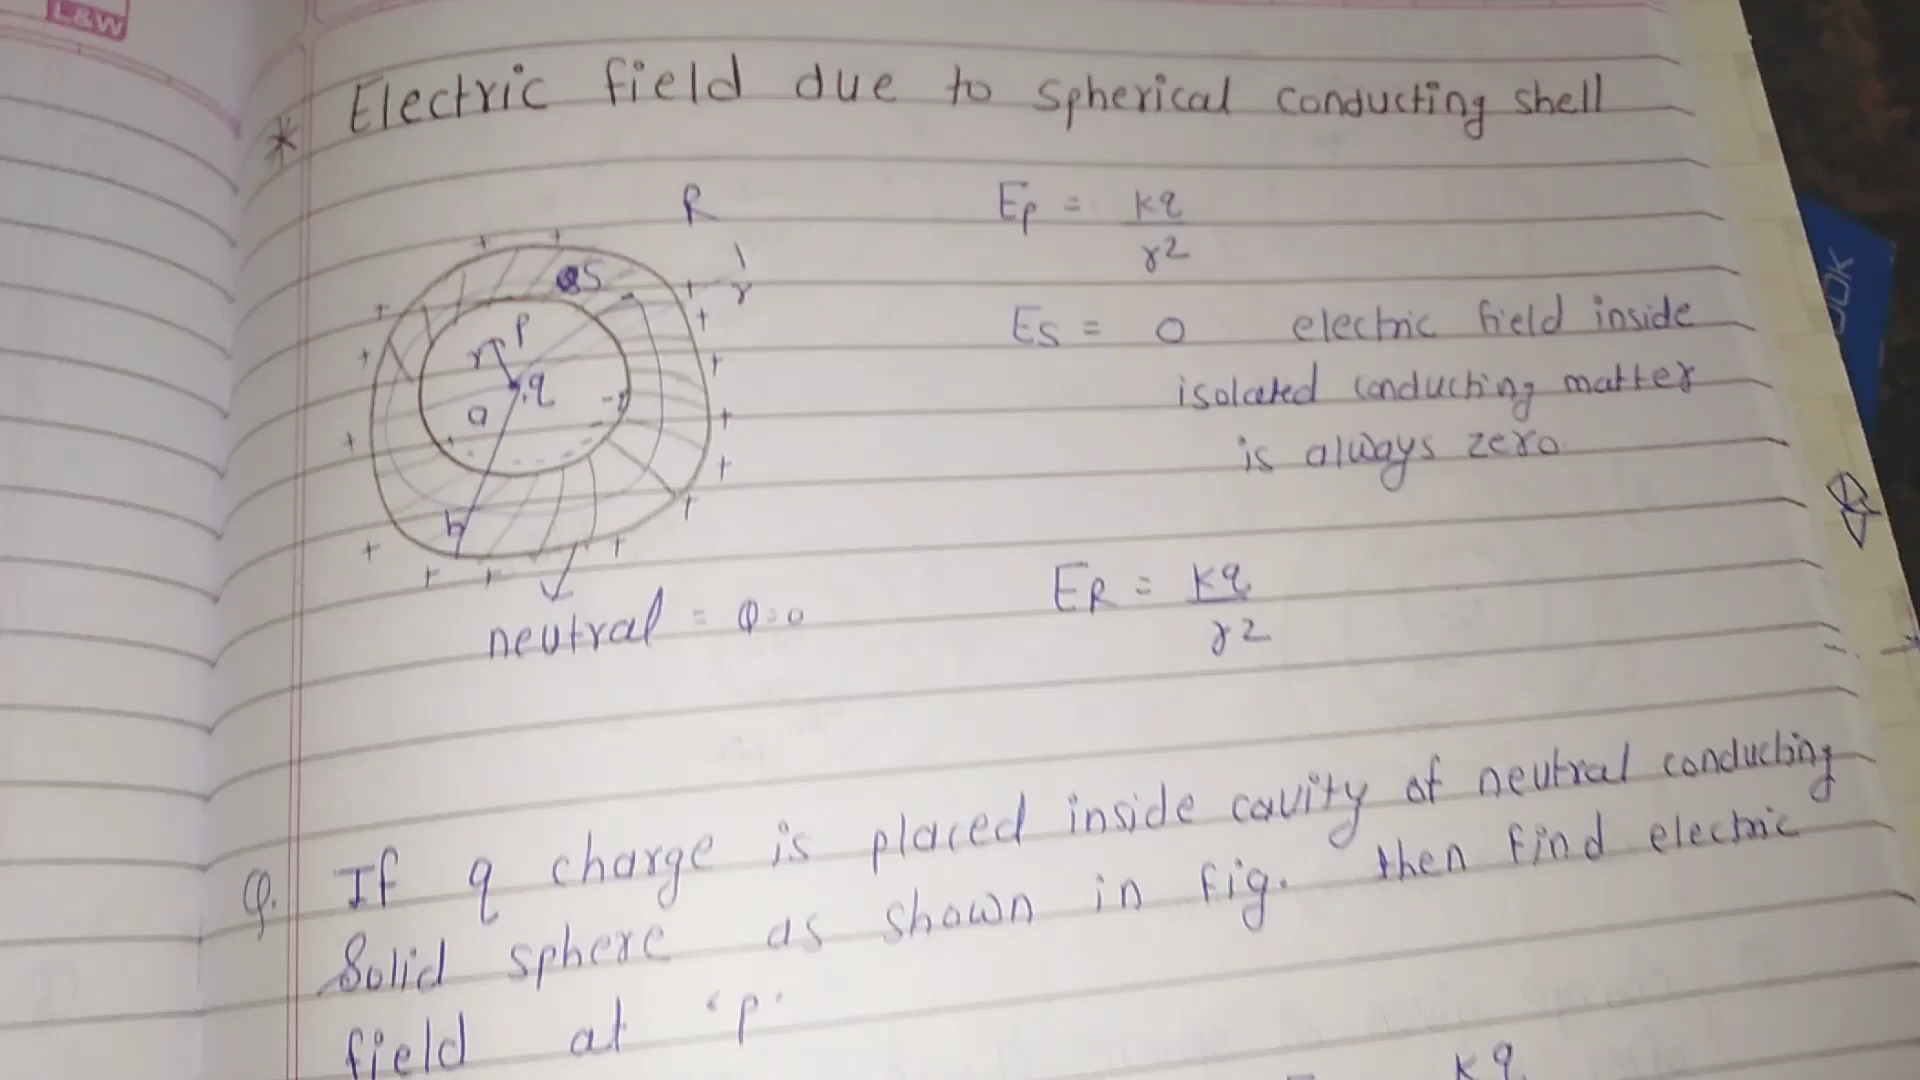 L&W
* Electric field due to spherical conducting shell
R
Ep = kq
r2
S
r
P
r
q
a
b
Es = 0 electric field inside
isolated conducting matter
is always zero
neutral = Q=0
ER = kq
r2
Q. If q charge is placed inside cavity of neutral conducting
Solid sphere as shown in fig. then find electric
field at 'p'
kq